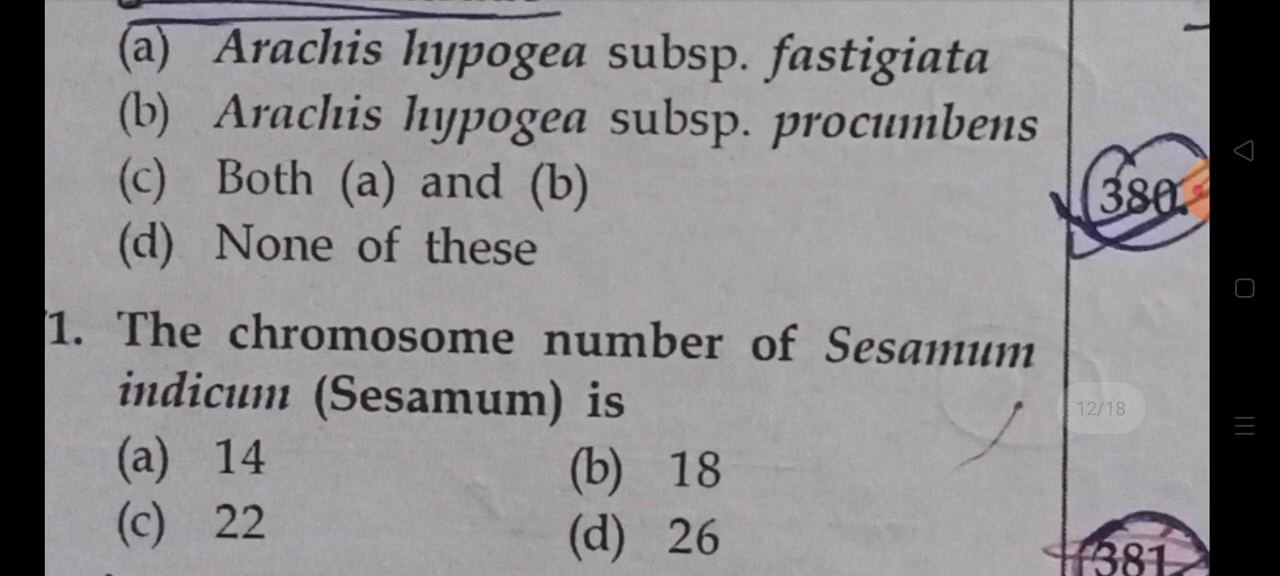 (a) Arachis hypogea subsp. fastigiata
(b) Arachis hypogea subsp. procumbens
(c) Both (a) and (b)
(d) None of these
1. The chromosome number of Sesamum
indicum (Sesamum) is
(a) 14 (b) 18
(c) 22 (d) 26
380.
12/18
381